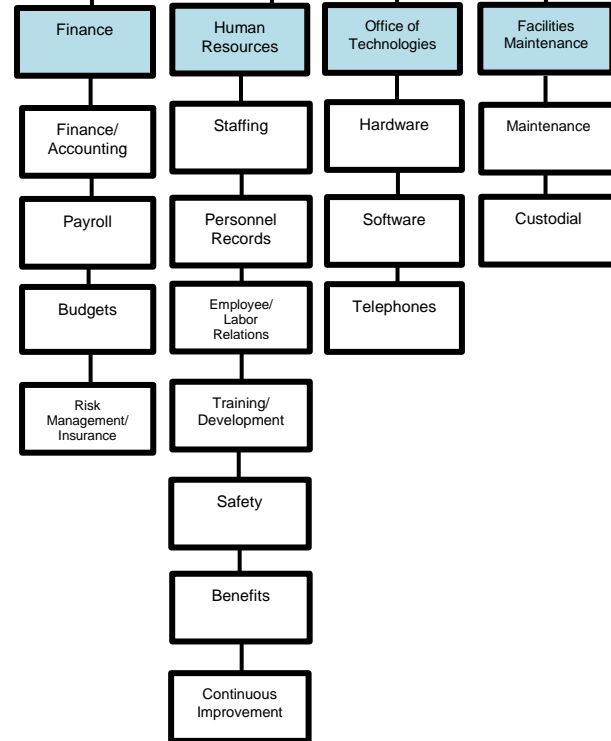 Finance
Human
Resources
Office of
Technologies
Facilities
Maintenance
Finance/
Accounting
Payroll
Budgets
Risk
Management/
Insurance
Staffing
Personnel
Records
Employee/
Labor
Relations
Training/
Development
Safety
Benefits
Continuous
Improvement
Hardware
Software
Telephones
Maintenance
Custodial